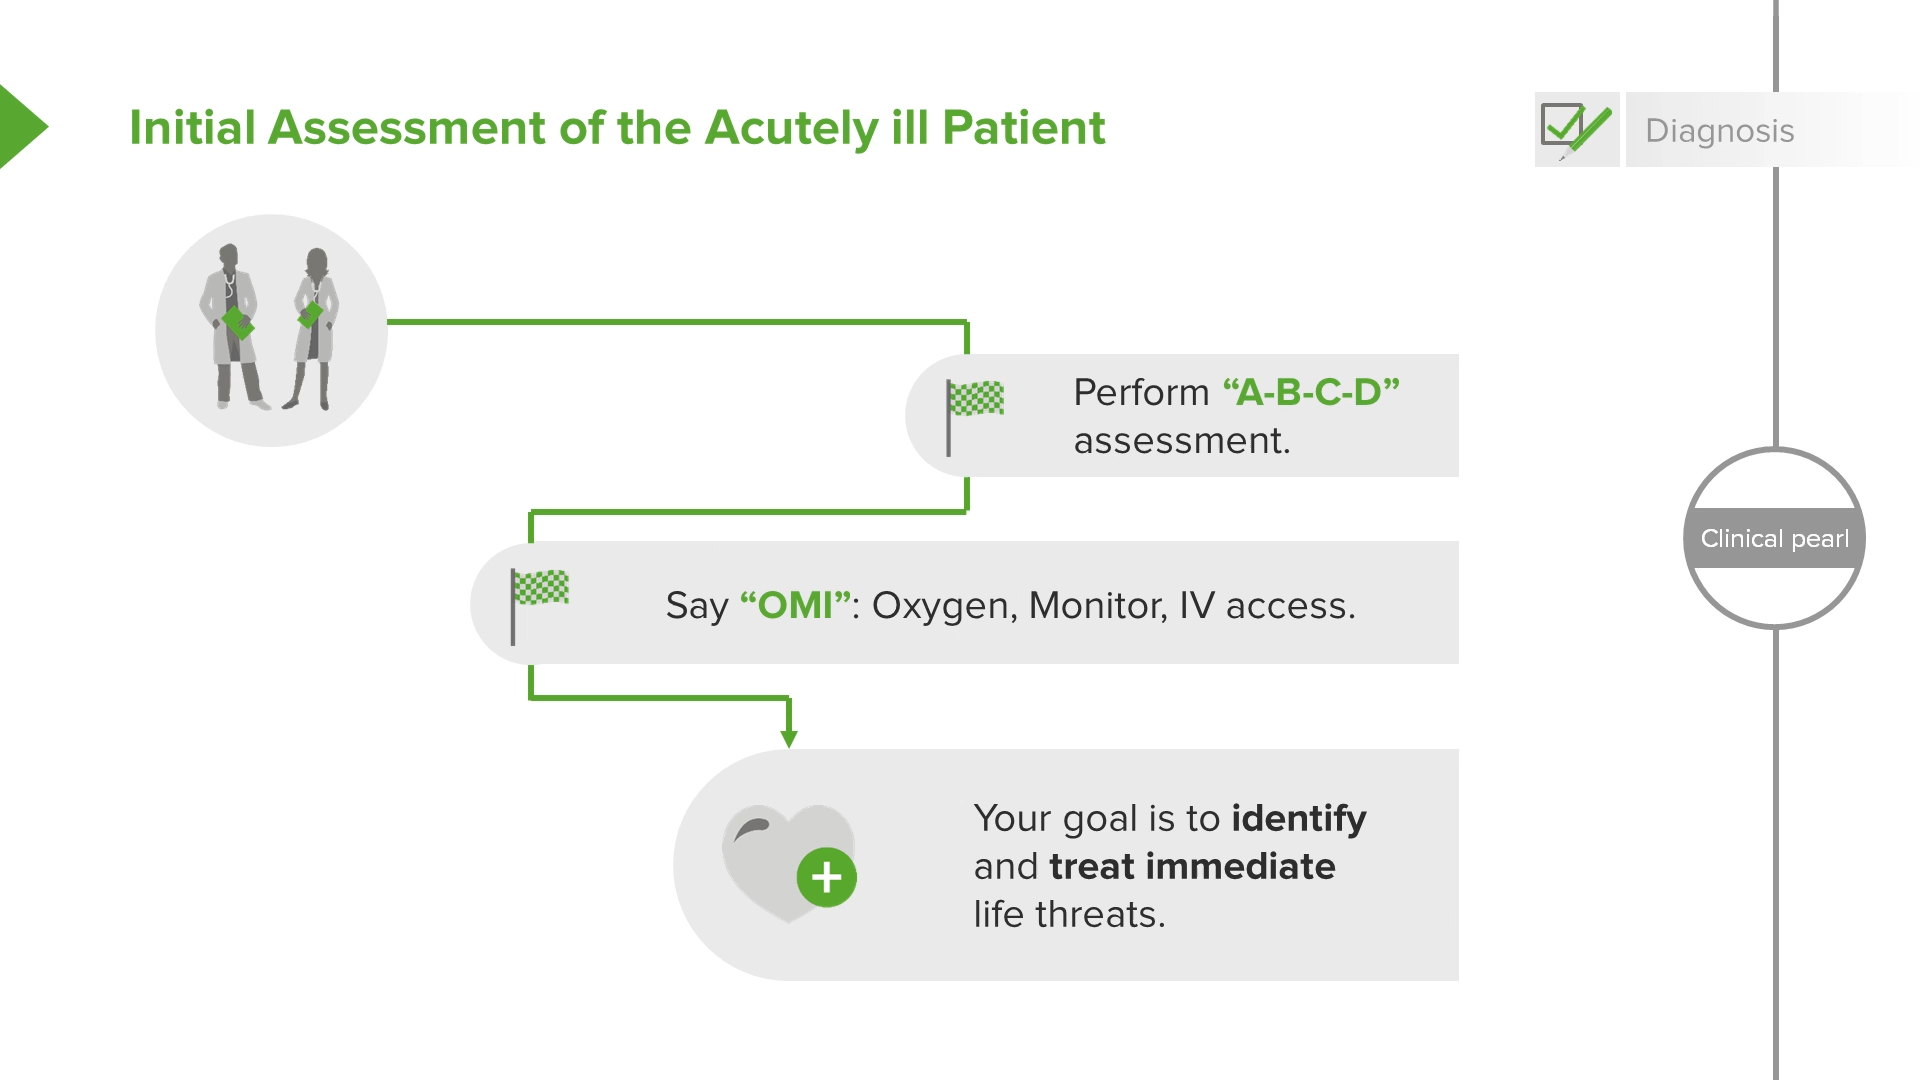 Initial Assessment of the Acutely ill Patient
Diagnosis
Perform “A-B-C-D”
assessment.
Clinical pearl
Say “OMI”: Oxygen, Monitor, IV access.
Your goal is to identify
and treat immediate
life threats.